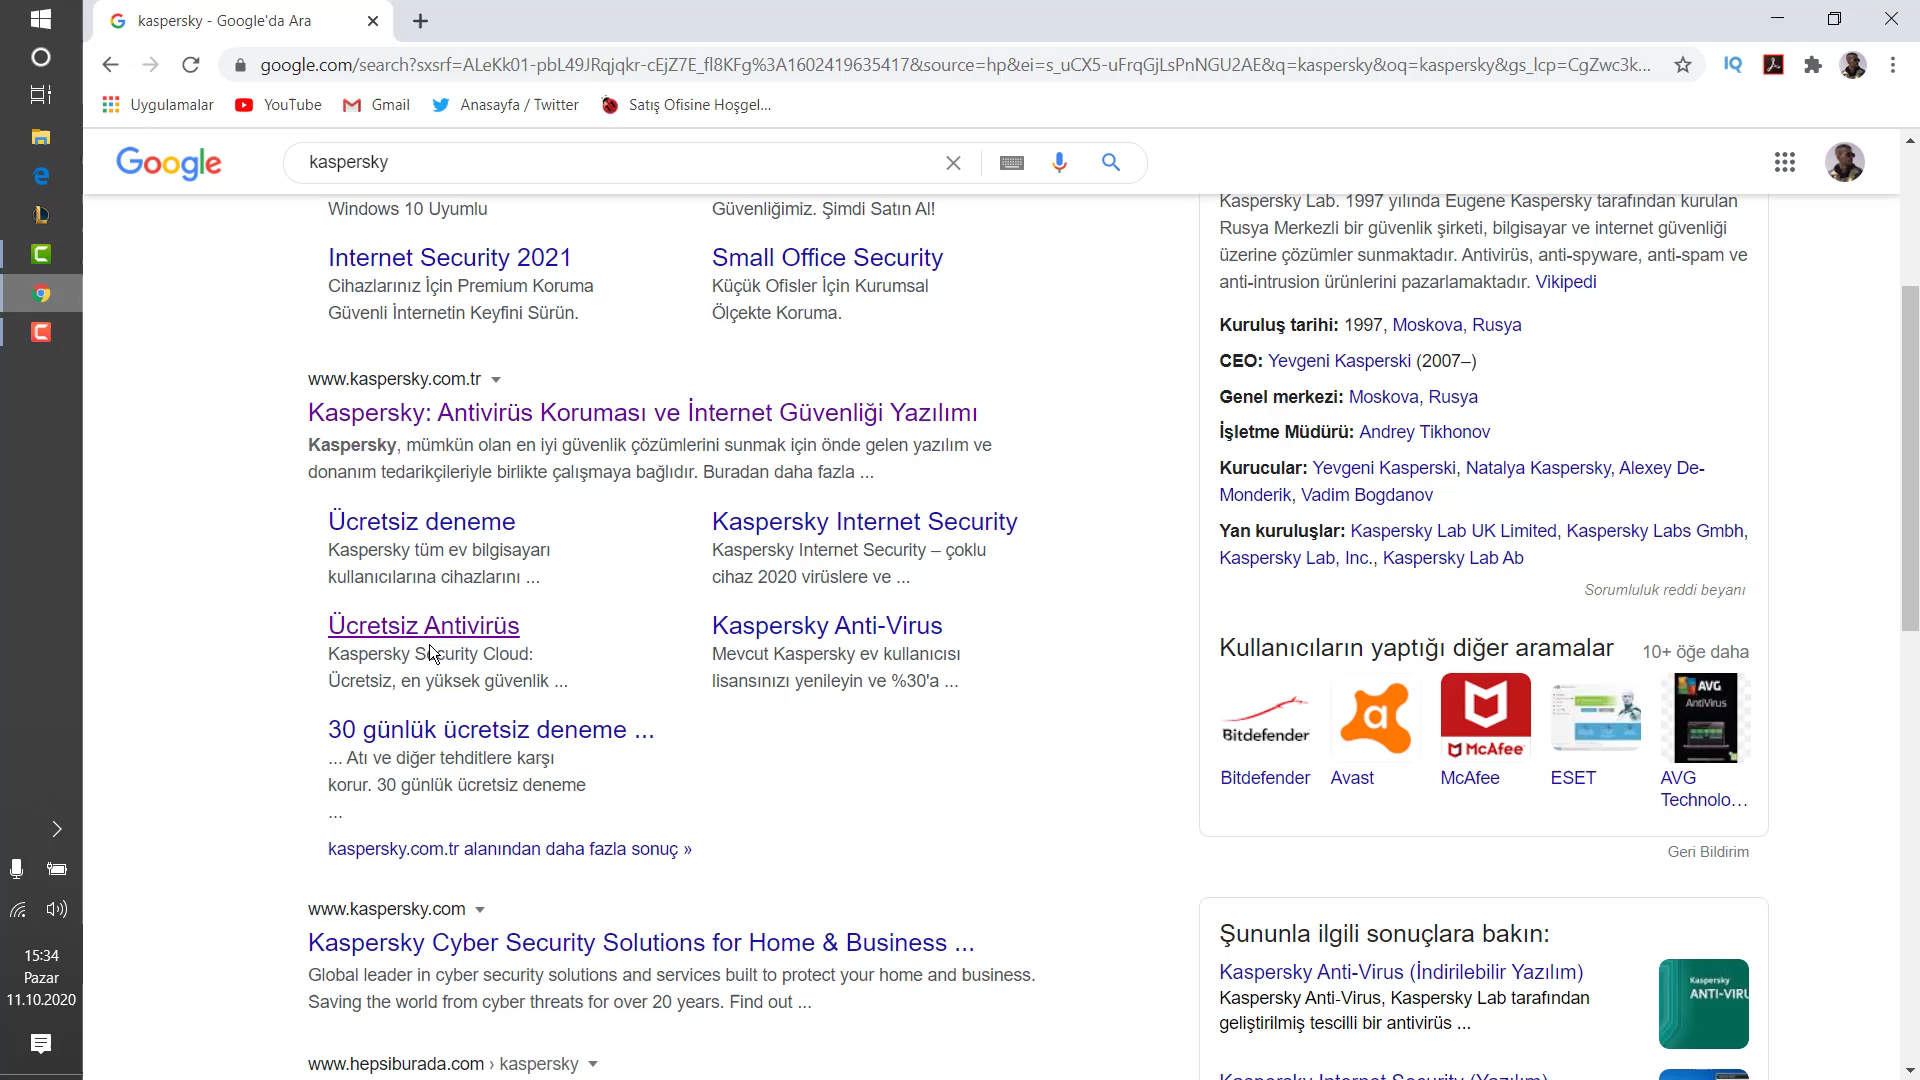 kaspersky - Google'da Ara
google.com/search?sxsrf=ALeKk01-pbL49JRqjqkr-cEjZ7E_fl8KFg%3A1602419635417&source=hp&ei=s_uCX5-uFrqGjLsPnNGU2AE&q=kaspersky&oq=kaspersky&gs_lcp=CgZwc3k...
Uygulamalar
YouTube
Gmail
Anasayfa / Twitter
Satış Ofisine Hoşgel...
Google
kaspersky
Windows 10 Uyumlu
Güvenliğimiz. Şimdi Satın Al!
Internet Security 2021
Small Office Security
Cihazlarınız İçin Premium Koruma
Küçük Ofisler İçin Kurumsal
Güvenli İnternetin Keyfini Sürün.
Ölçekte Koruma.
www.kaspersky.com.tr
Kaspersky: Antivirüs Koruması ve İnternet Güvenliği Yazılımı
Kaspersky, mümkün olan en iyi güvenlik çözümlerini sunmak için önde gelen yazılım ve
donanım tedarikçileriyle birlikte çalışmaya bağlıdır. Buradan daha fazla ...
Ücretsiz deneme
Kaspersky Internet Security
Kaspersky tüm ev bilgisayarı
Kaspersky Internet Security – çoklu
kullanıcılarına cihazlarını ...
cihaz 2020 virüslere ve ...
Ücretsiz Antivirüs
Kaspersky Anti-Virus
Kaspersky Security Cloud:
Mevcut Kaspersky ev kullanıcısı
Ücretsiz, en yüksek güvenlik ...
lisansınızı yenileyin ve %30'a ...
30 günlük ücretsiz deneme ...
... Atı ve diğer tehditlere karşı
korur. 30 günlük ücretsiz deneme
...
kaspersky.com.tr alanından daha fazla sonuç »
www.kaspersky.com
Kaspersky Cyber Security Solutions for Home & Business ...
Global leader in cyber security solutions and services built to protect your home and business.
Saving the world from cyber threats for over 20 years. Find out ...
www.hepsiburada.com › kaspersky
Kaspersky Lab. 1997 yılında Eugene Kaspersky tarafından kurulan
Rusya Merkezli bir güvenlik şirketi, bilgisayar ve internet güvenliği
üzerine çözümler sunmaktadır. Antivirüs, anti-spyware, anti-spam ve
anti-intrusion ürünlerini pazarlamaktadır. Vikipedi
Kuruluş tarihi: 1997, Moskova, Rusya
CEO: Yevgeni Kasperski (2007–)
Genel merkezi: Moskova, Rusya
İşletme Müdürü: Andrey Tikhonov
Kurucular: Yevgeni Kasperski, Natalya Kaspersky, Alexey De-
Monderik, Vadim Bogdanov
Yan kuruluşlar: Kaspersky Lab UK Limited, Kaspersky Labs Gmbh,
Kaspersky Lab, Inc., Kaspersky Lab Ab
Sorumluluk reddi beyanı
Kullanıcıların yaptığı diğer aramalar
10+ öğe daha
Bitdefender
McAfee
AVG
AntiVirus
Bitdefender
Avast
McAfee
ESET
AVG
Technolo...
Geri Bildirim
Şununla ilgili sonuçlara bakın:
Kaspersky Anti-Virus (İndirilebilir Yazılım)
Kaspersky Anti-Virus, Kaspersky Lab tarafından
geliştirilmiş tescilli bir antivirüs ...
Kaspersky
ANTI-VIRU
Kaspersky Internet Security (Yazılım)
15:34
Pazar
11.10.2020